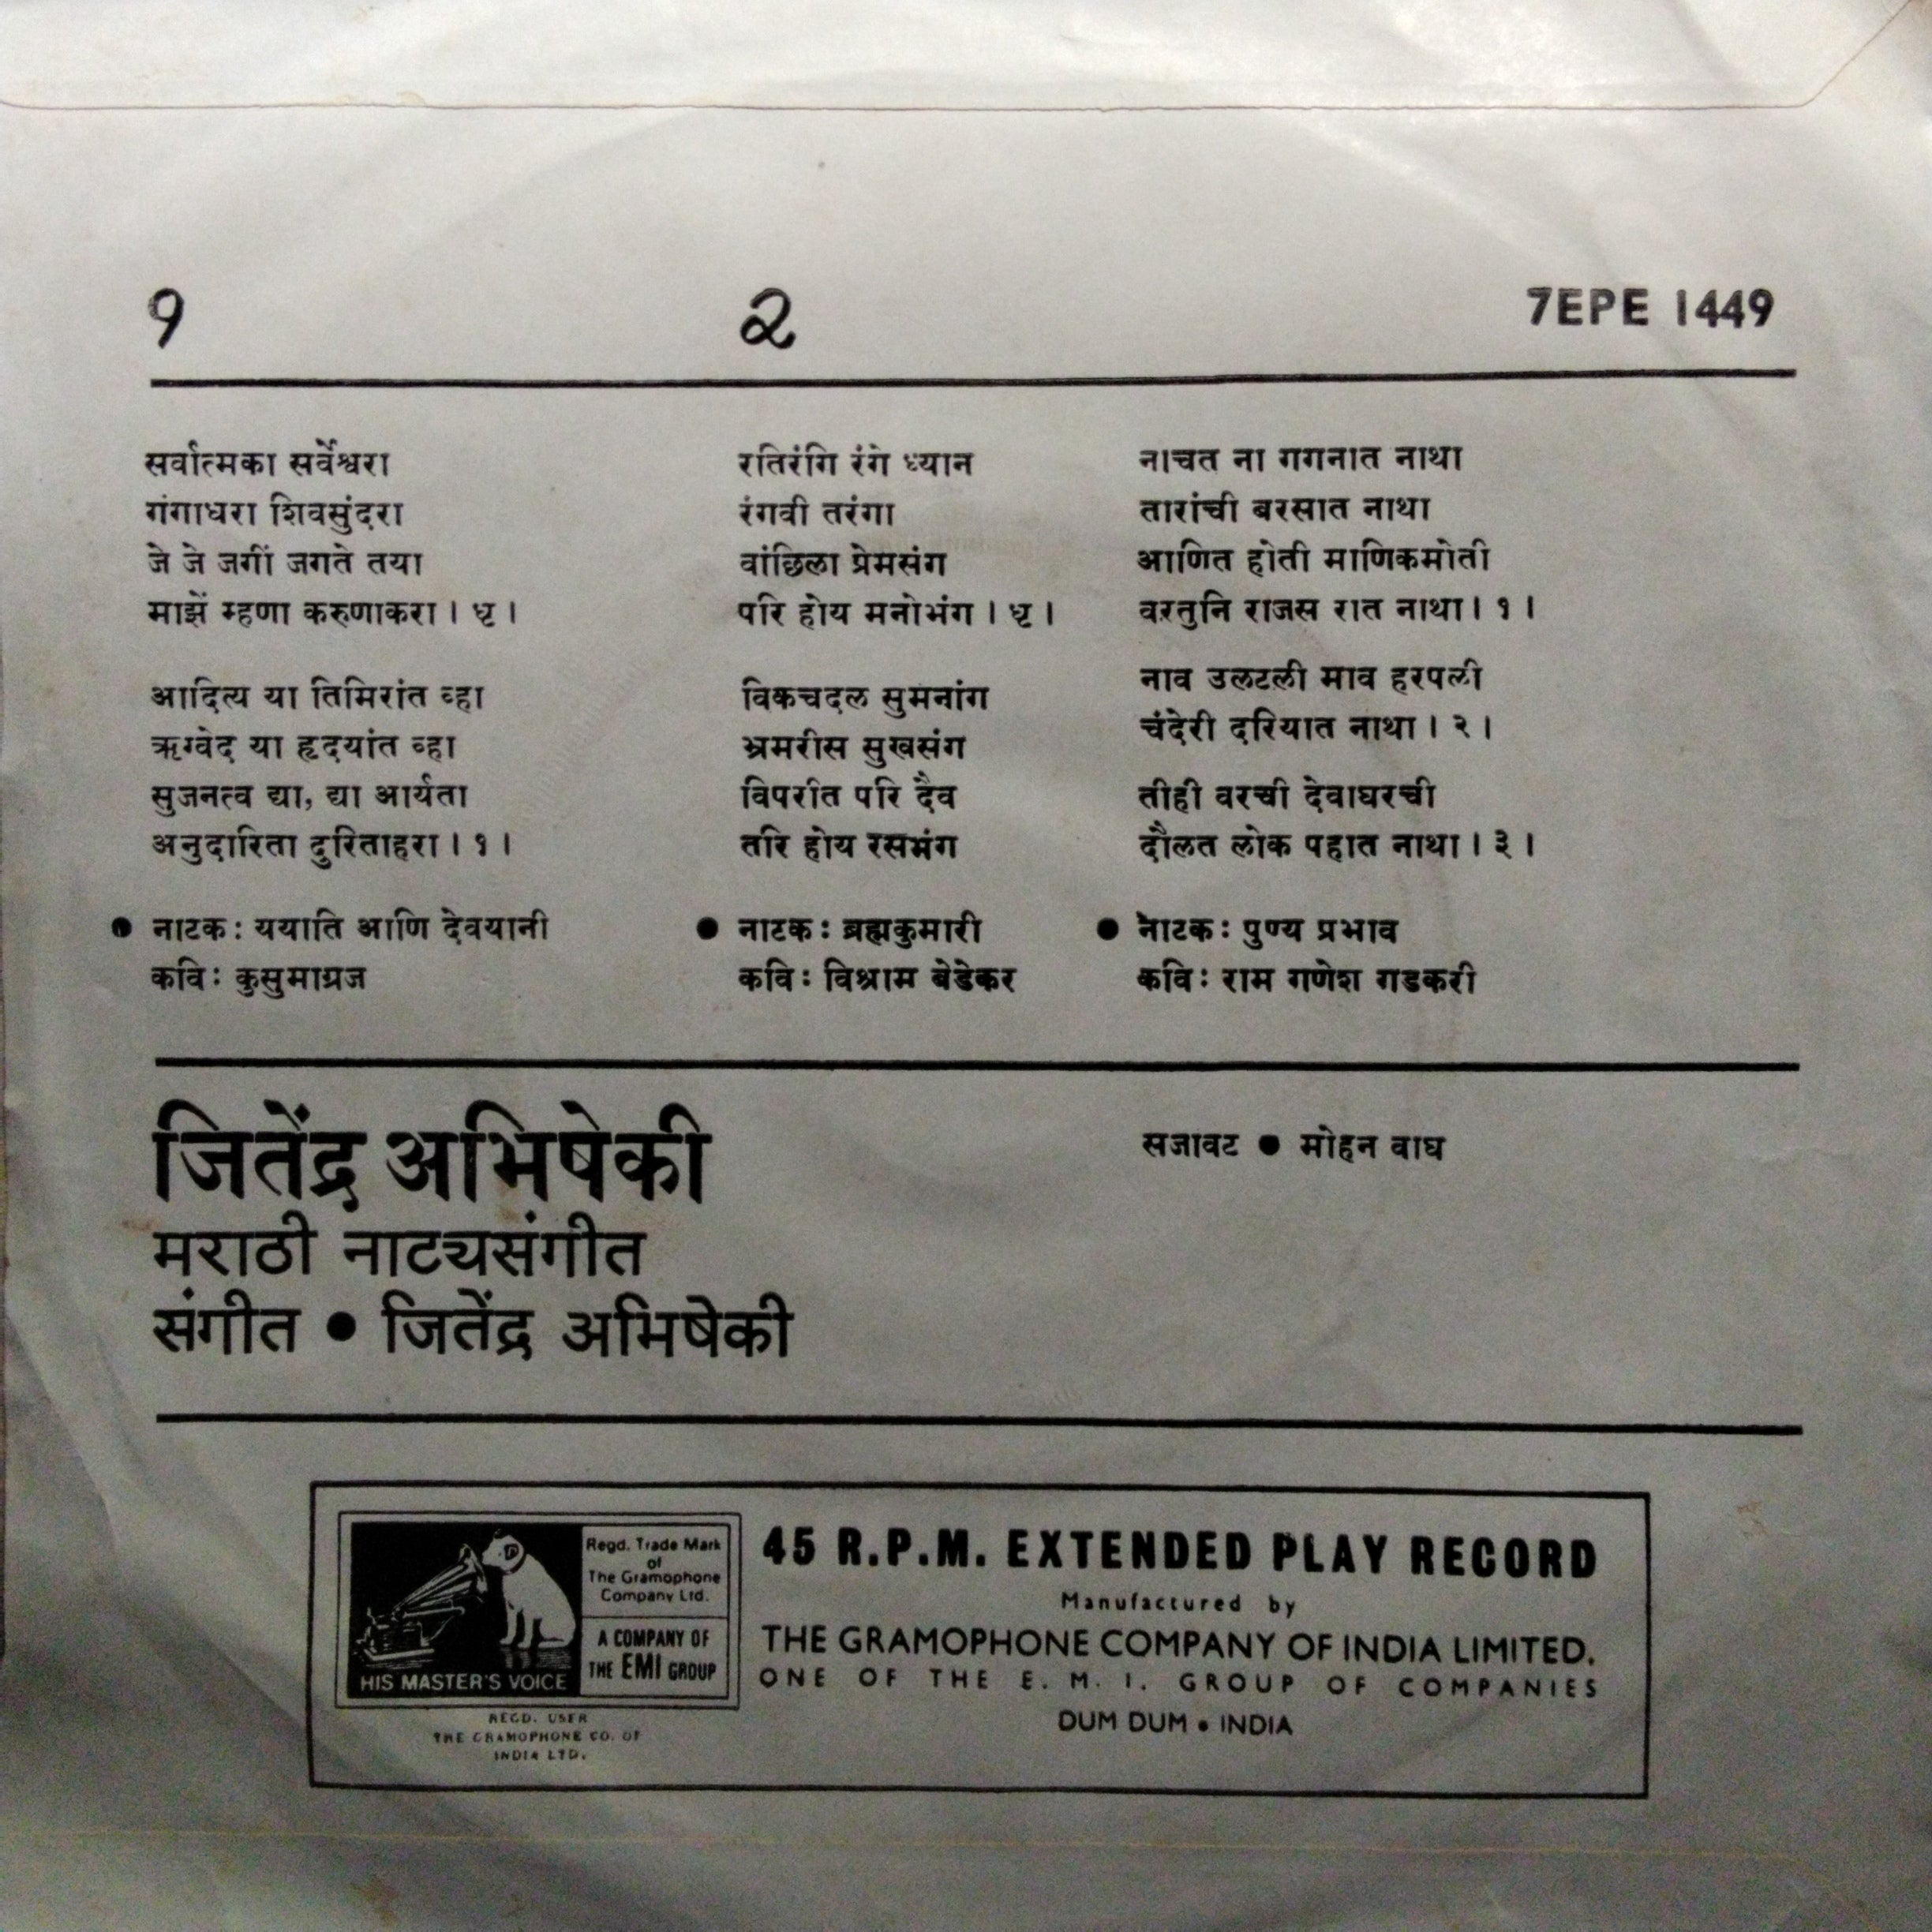 १
२
7EPE 1449
सर्वात्मका सर्वेश्वरा
गंगाधरा शिवसुंदरा
जे जे जगीं जगते तया
माझें म्हणा करुणाकरा । धृ ।
आदित्य या तिमिरांत व्हा
ऋग्वेद या हृदयांत व्हा
सुजनत्व द्या, द्या आर्यता
अनुदारिता दुरिताहरा । १ ।
● नाटक: ययाति आणि देवयानी
कवि: कुसुमाग्रज
रतिरंगि रंगे ध्यान
रंगवी तरंगा
वांछिला प्रेमसंग
परि होय मनोभंग । धृ ।
विकचदल सुमनांग
भ्रमरीस सुखसंग
विपरीत परि दैव
तरि होय रसभंग
● नाटक: ब्रह्मकुमारी
कवि: विश्राम बेडेकर
नाचत ना गगनात नाथा
तारांची बरसात नाथा
आणित होती माणिकमोती
वरतुनि राजस रात नाथा । १ ।
नाव उलटली माव हरपली
चंदेरी दरियात नाथा । २ ।
तीही वरची देवाघरची
दौलत लोक पहात नाथा । ३ ।
● नाटक: पुण्य प्रभाव
कवि: राम गणेश गडकरी
जितेंद्र अभिषेकी
मराठी नाट्यसंगीत
संगीत ● जितेंद्र अभिषेकी
सजावट ● मोहन वाघ
HIS MASTER'S VOICE
Regd. Trade Mark
of
The Gramophone
Company Ltd.
A COMPANY OF
THE EMI GROUP
REGD. USER
THE GRAMOPHONE CO. OF
INDIA LTD.
45 R.P.M. EXTENDED PLAY RECORD
Manufactured by
THE GRAMOPHONE COMPANY OF INDIA LIMITED.
ONE OF THE E. M. I. GROUP OF COMPANIES
DUM DUM ● INDIA